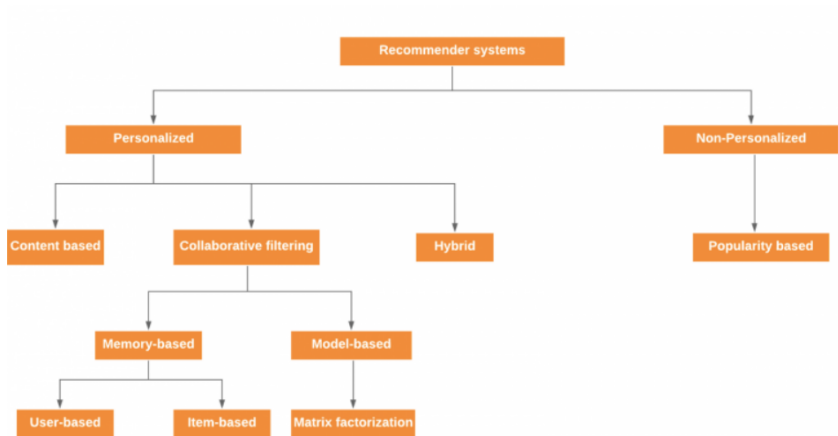 Recommender systems
Personalized
Non-Personalized
Content based
Collaborative filtering
Hybrid
Popularity based
Memory-based
Model-based
User-based
Item-based
Matrix factorization